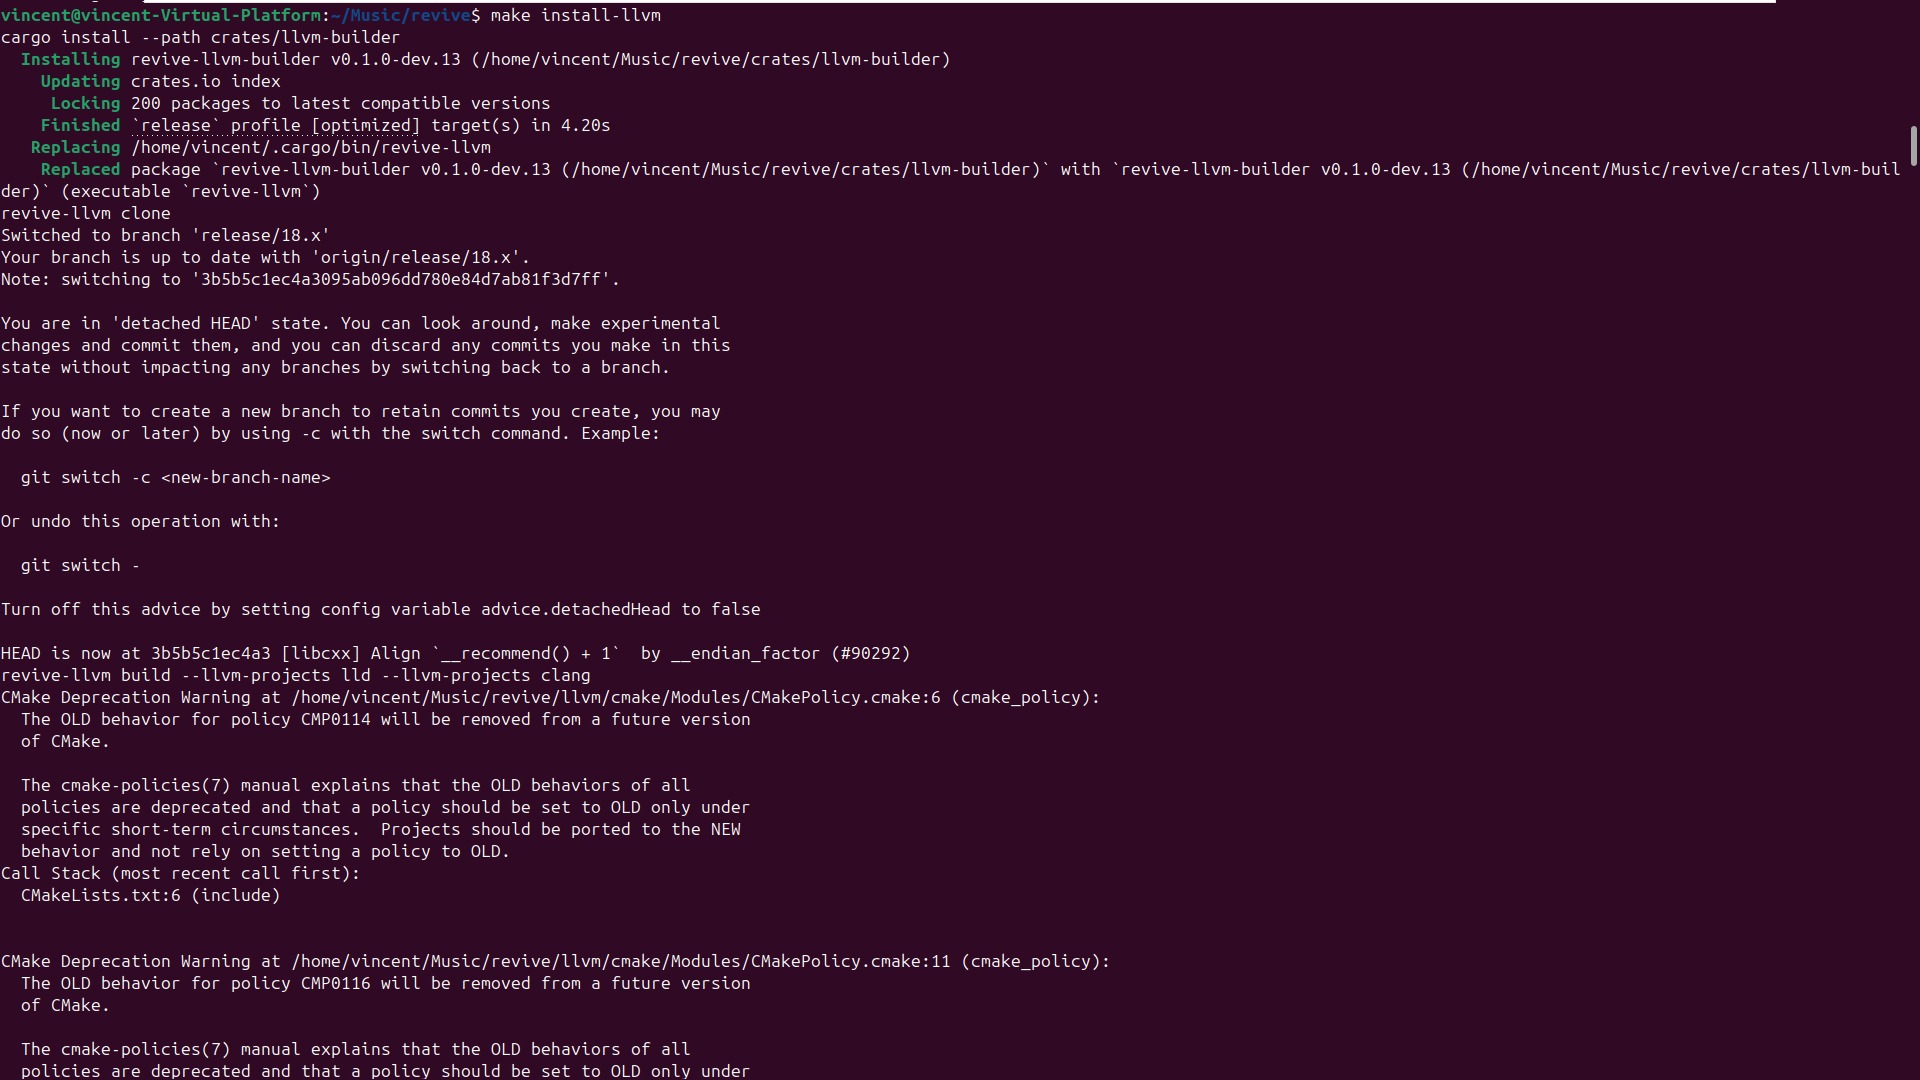 vincent@vincent-Virtual-Platform:~/Music/revive$ make install-llvm
cargo install --path crates/llvm-builder
  Installing revive-llvm-builder v0.1.0-dev.13 (/home/vincent/Music/revive/crates/llvm-builder)
    Updating crates.io index
     Locking 200 packages to latest compatible versions
    Finished `release` profile [optimized] target(s) in 4.20s
   Replacing /home/vincent/.cargo/bin/revive-llvm
    Replaced package `revive-llvm-builder v0.1.0-dev.13 (/home/vincent/Music/revive/crates/llvm-builder)` with `revive-llvm-builder v0.1.0-dev.13 (/home/vincent/Music/revive/crates/llvm-buil
der)` (executable `revive-llvm`)
revive-llvm clone
Switched to branch 'release/18.x'
Your branch is up to date with 'origin/release/18.x'.
Note: switching to '3b5b5c1ec4a3095ab096dd780e84d7ab81f3d7ff'.

You are in 'detached HEAD' state. You can look around, make experimental
changes and commit them, and you can discard any commits you make in this
state without impacting any branches by switching back to a branch.

If you want to create a new branch to retain commits you create, you may
do so (now or later) by using -c with the switch command. Example:

  git switch -c <new-branch-name>

Or undo this operation with:

  git switch -

Turn off this advice by setting config variable advice.detachedHead to false

HEAD is now at 3b5b5c1ec4a3 [libcxx] Align `__recommend() + 1`  by __endian_factor (#90292)
revive-llvm build --llvm-projects lld --llvm-projects clang
CMake Deprecation Warning at /home/vincent/Music/revive/llvm/cmake/Modules/CMakePolicy.cmake:6 (cmake_policy):
  The OLD behavior for policy CMP0114 will be removed from a future version
  of CMake.

  The cmake-policies(7) manual explains that the OLD behaviors of all
  policies are deprecated and that a policy should be set to OLD only under
  specific short-term circumstances.  Projects should be ported to the NEW
  behavior and not rely on setting a policy to OLD.
Call Stack (most recent call first):
  CMakeLists.txt:6 (include)


CMake Deprecation Warning at /home/vincent/Music/revive/llvm/cmake/Modules/CMakePolicy.cmake:11 (cmake_policy):
  The OLD behavior for policy CMP0116 will be removed from a future version
  of CMake.

  The cmake-policies(7) manual explains that the OLD behaviors of all
  policies are deprecated and that a policy should be set to OLD only under